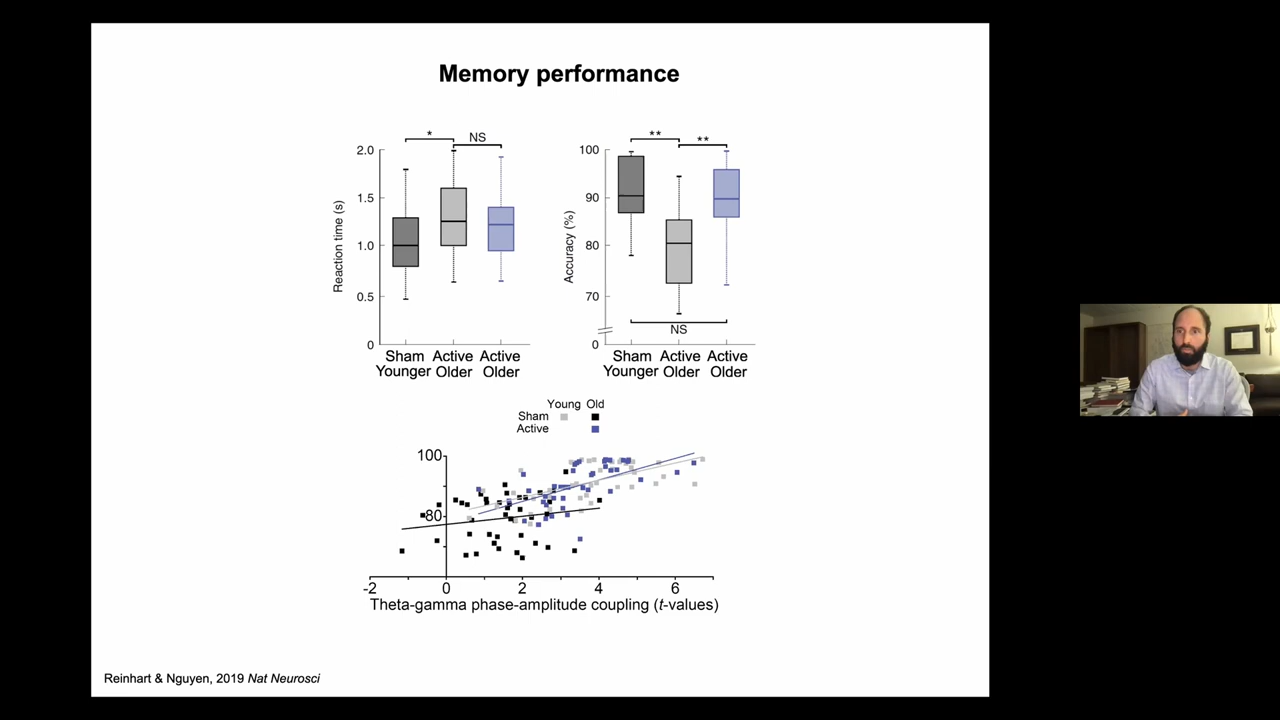 Memory performance
*
NS
2.0
1.5
1.0
0.5
0
Reaction time (s)
Sham Younger
Active Older
Active Older
**
**
100
90
80
70
0
Accuracy (%)
NS
Sham Younger
Active Older
Active Older
Young Old
Sham
Active
100
80
-2 0 2 4 6
Theta-gamma phase-amplitude coupling (t-values)
Reinhart & Nguyen, 2019 Nat Neurosci